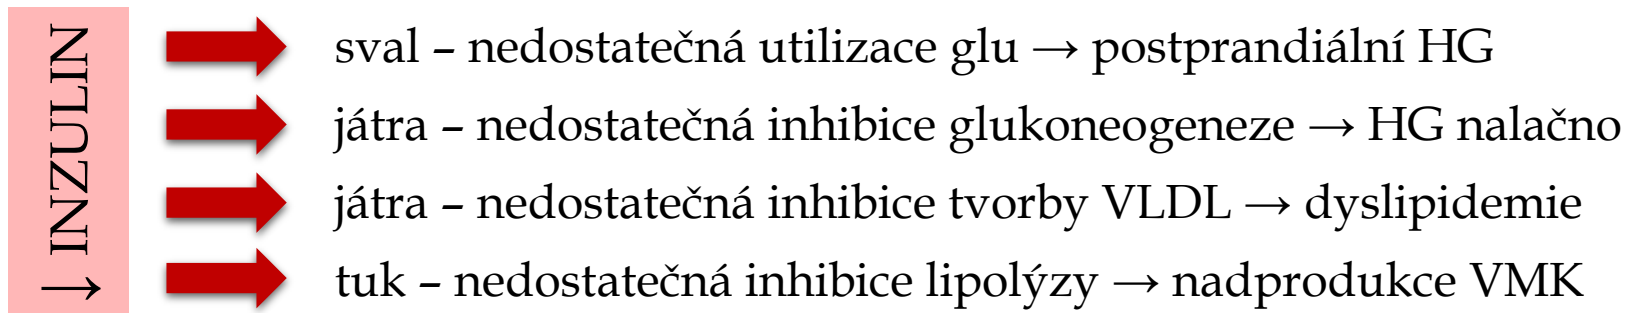 ↓ INZULIN
sval – nedostatečná utilizace glu → postprandiální HG
játra – nedostatečná inhibice glukoneogeneze → HG nalačno
játra – nedostatečná inhibice tvorby VLDL → dyslipidemie
tuk – nedostatečná inhibice lipolýzy → nadprodukce VMK